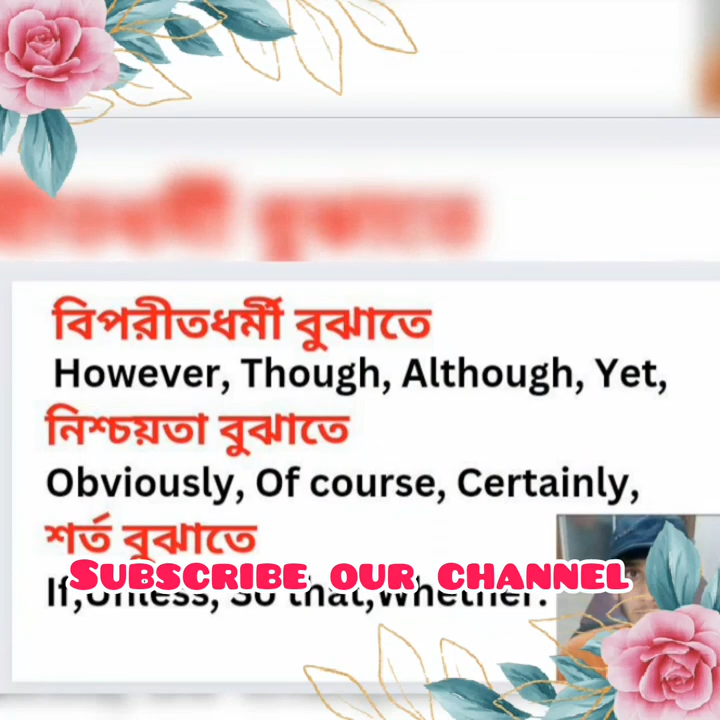 বিপরীতধর্মী বুঝাতে
However, Though, Although, Yet,
নিশ্চয়তা বুঝাতে
Obviously, Of course, Certainly,
শর্ত বুঝাতে
SUBSCRIBE OUR CHANNEL
If,Unless, So that,Whether.